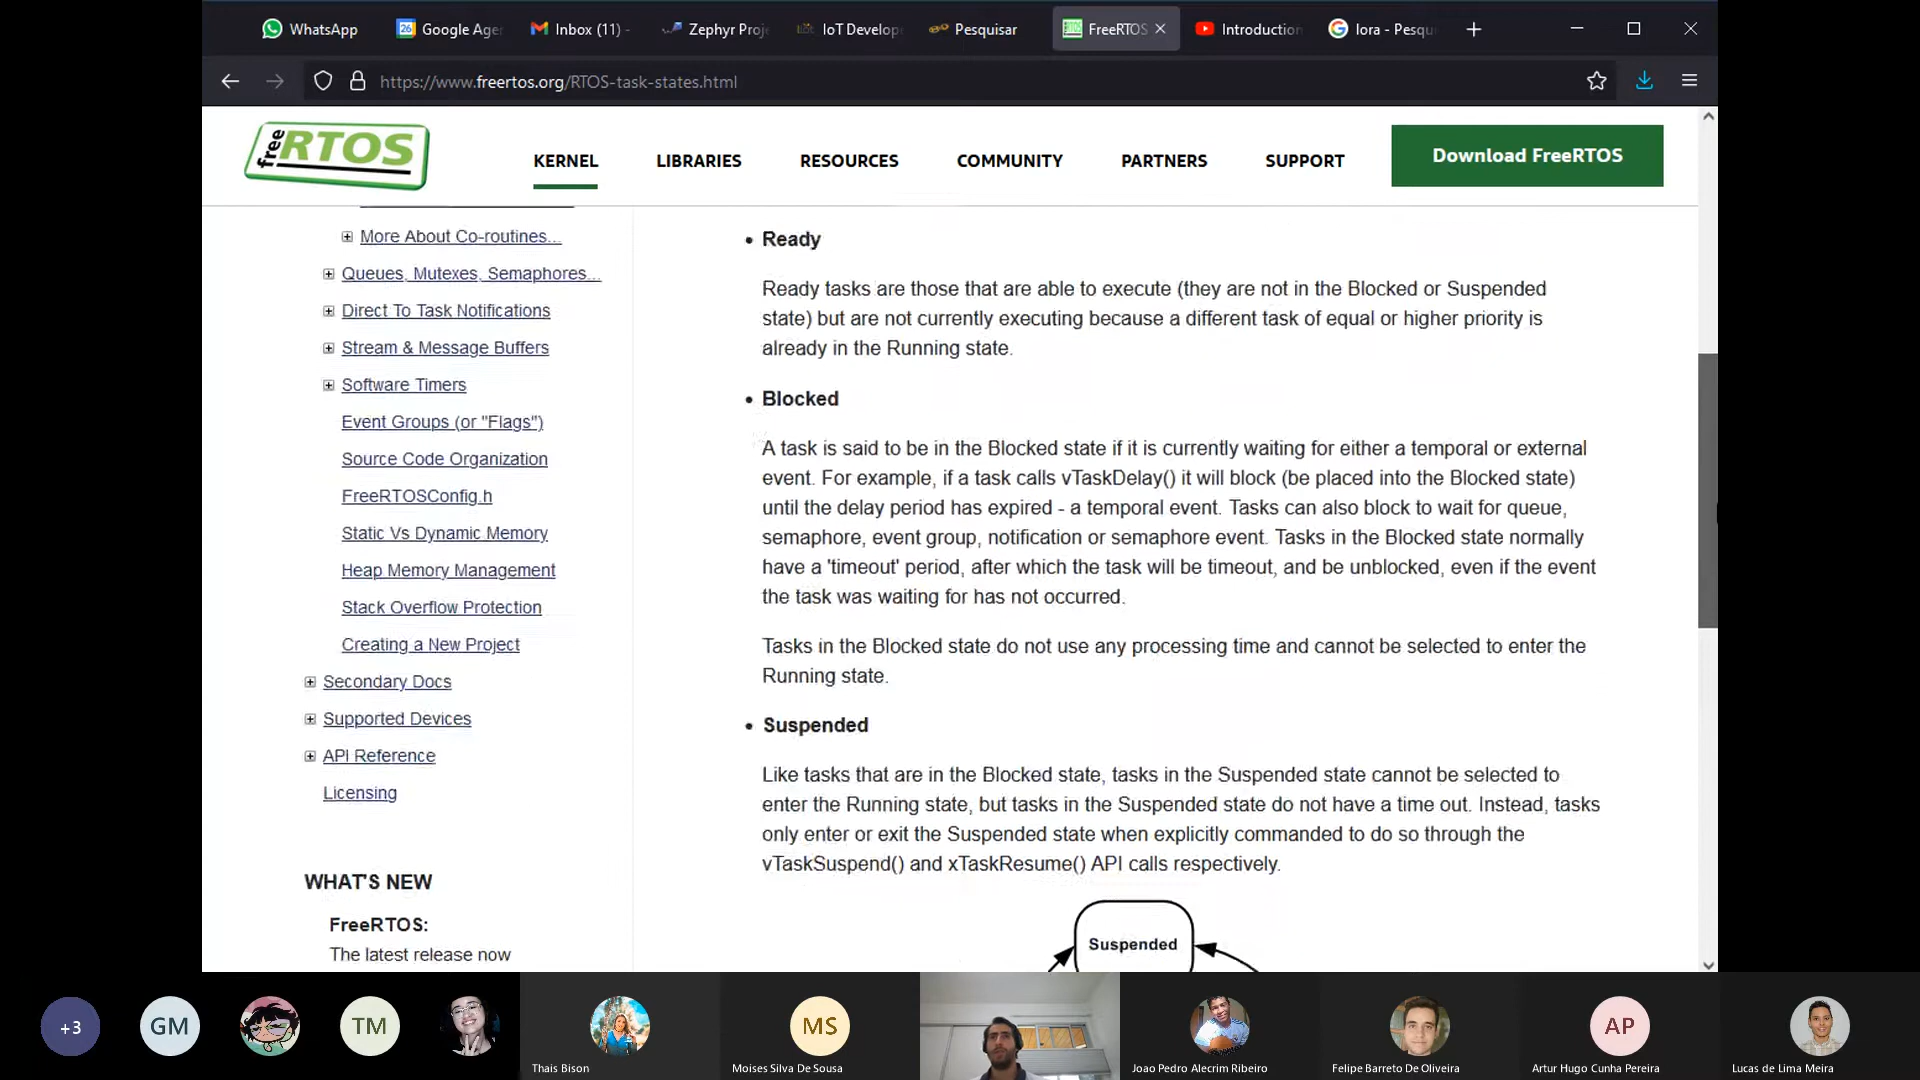 WhatsApp
Google Age
Inbox (11) -
Zephyr Proj
IoT Develop
Pesquisar
FreeRTOS
Introduction
lora - Pesqu
https://www.freertos.org/RTOS-task-states.html
free RTOS
KERNEL
LIBRARIES
RESOURCES
COMMUNITY
PARTNERS
SUPPORT
Download FreeRTOS
More About Co-routines...
Queues, Mutexes, Semaphores...
Direct To Task Notifications
Stream & Message Buffers
Software Timers
Event Groups (or "Flags")
Source Code Organization
FreeRTOSConfig.h
Static Vs Dynamic Memory
Heap Memory Management
Stack Overflow Protection
Creating a New Project
Secondary Docs
Supported Devices
API Reference
Licensing
WHAT'S NEW
FreeRTOS:
The latest release now
• Ready
Ready tasks are those that are able to execute (they are not in the Blocked or Suspended
state) but are not currently executing because a different task of equal or higher priority is
already in the Running state.
• Blocked
A task is said to be in the Blocked state if it is currently waiting for either a temporal or external
event. For example, if a task calls vTaskDelay() it will block (be placed into the Blocked state)
until the delay period has expired - a temporal event. Tasks can also block to wait for queue,
semaphore, event group, notification or semaphore event. Tasks in the Blocked state normally
have a 'timeout' period, after which the task will be timeout, and be unblocked, even if the event
the task was waiting for has not occurred.
Tasks in the Blocked state do not use any processing time and cannot be selected to enter the
Running state.
• Suspended
Like tasks that are in the Blocked state, tasks in the Suspended state cannot be selected to
enter the Running state, but tasks in the Suspended state do not have a time out. Instead, tasks
only enter or exit the Suspended state when explicitly commanded to do so through the
vTaskSuspend() and xTaskResume() API calls respectively.
Suspended
+3
GM
TM
Thais Bison
MS
Moises Silva De Sousa
Joao Pedro Alecrim Ribeiro
Felipe Barreto De Oliveira
AP
Artur Hugo Cunha Pereira
Lucas de Lima Meira